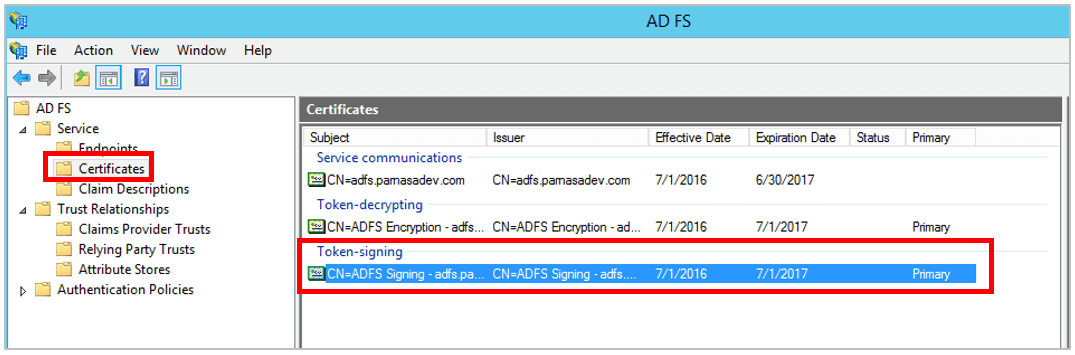 AD FS
File Action View Window Help
AD FS
Service
Endpoints
Certificates
Claim Descriptions
Trust Relationships
Claims Provider Trusts
Relying Party Trusts
Attribute Stores
Authentication Policies
Certificates
Subject Issuer Effective Date Expiration Date Status Primary
Service communications
CN=adfs.pamasadev.com CN=adfs.pamasadev.com 7/1/2016 6/30/2017
Token-decrypting
CN=ADFS Encryption - adfs... CN=ADFS Encryption - ad... 7/1/2016 7/1/2017 Primary
Token-signing
CN=ADFS Signing - adfs.pa... CN=ADFS Signing - adfs.... 7/1/2016 7/1/2017 Primary